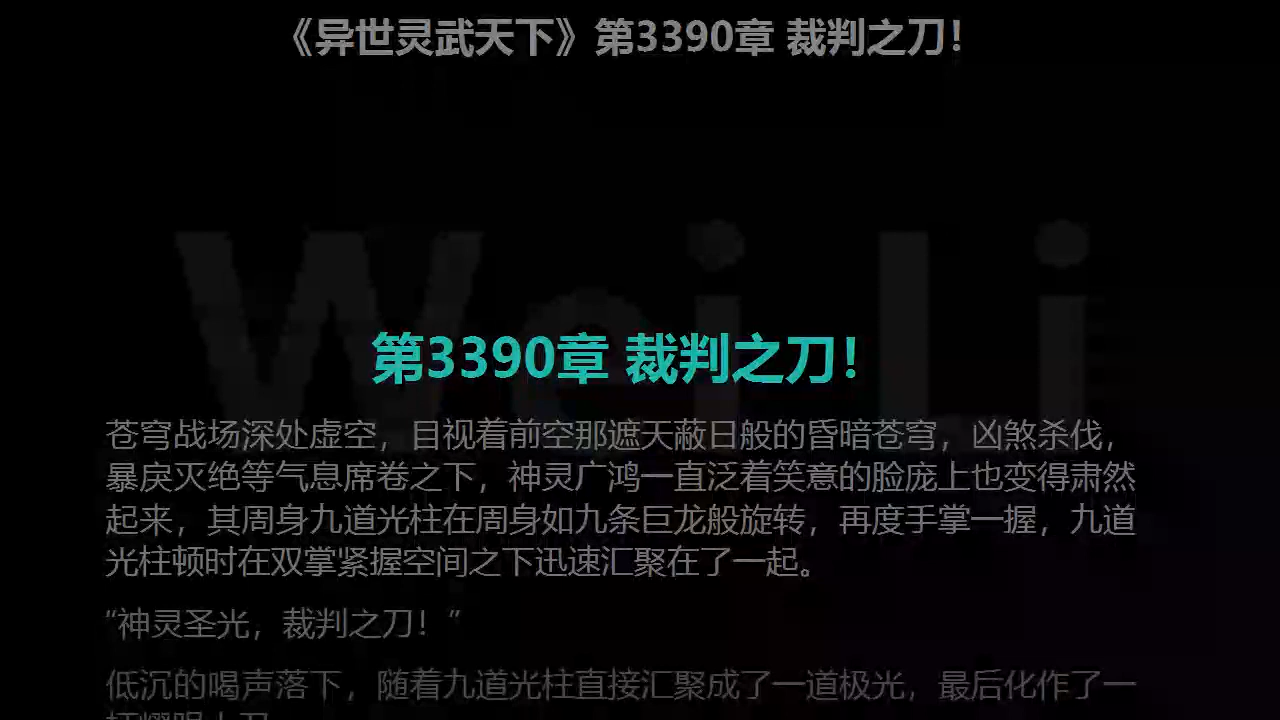 《异世灵武天下》第3390章 裁判之刀！
Wei Li
第3390章 裁判之刀！
苍穹战场深处虚空，目视着前空那遮天蔽日般的昏暗苍穹，凶煞杀伐，
暴戾灭绝等气息席卷之下，神灵广鸿一直泛着笑意的脸庞上也变得肃然
起来，其周身九道光柱在周身如九条巨龙般旋转，再度手掌一握，九道
光柱顿时在双掌紧握空间之下迅速汇聚在了一起。
“神灵圣光，裁判之刀！”
低沉的喝声落下，随着九道光柱直接汇聚成了一道极光，最后化作了一